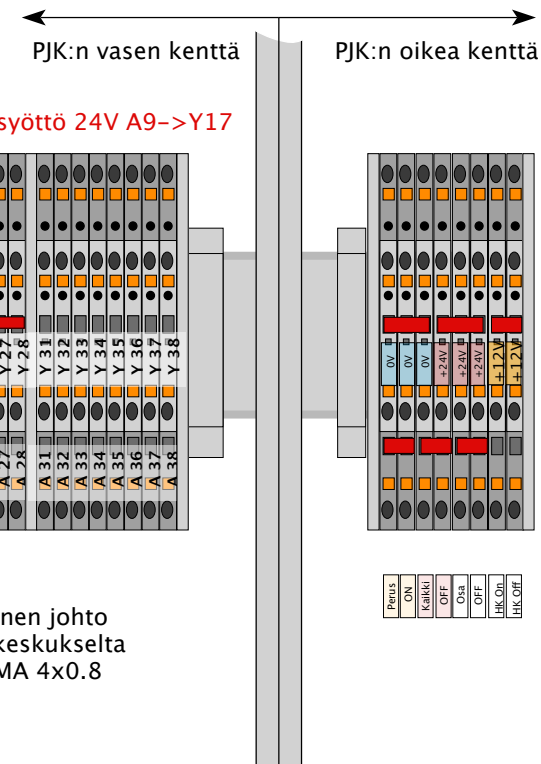 PJK:n vasen kenttä
PJK:n oikea kenttä
syöttö 24V A9->Y17
Y 27
Y 28
Y 31
Y 32
Y 33
Y 34
Y 35
Y 36
Y 37
Y 38
0V
0V
0V
+24V
+24V
+24V
+12V
+12V
A 27
A 28
A 31
A 32
A 33
A 34
A 35
A 36
A 37
A 38
Perus
ON
Kaikki
OFF
Osa
OFF
HK On
HK Off
nen johto
keskukselta
MA 4x0.8